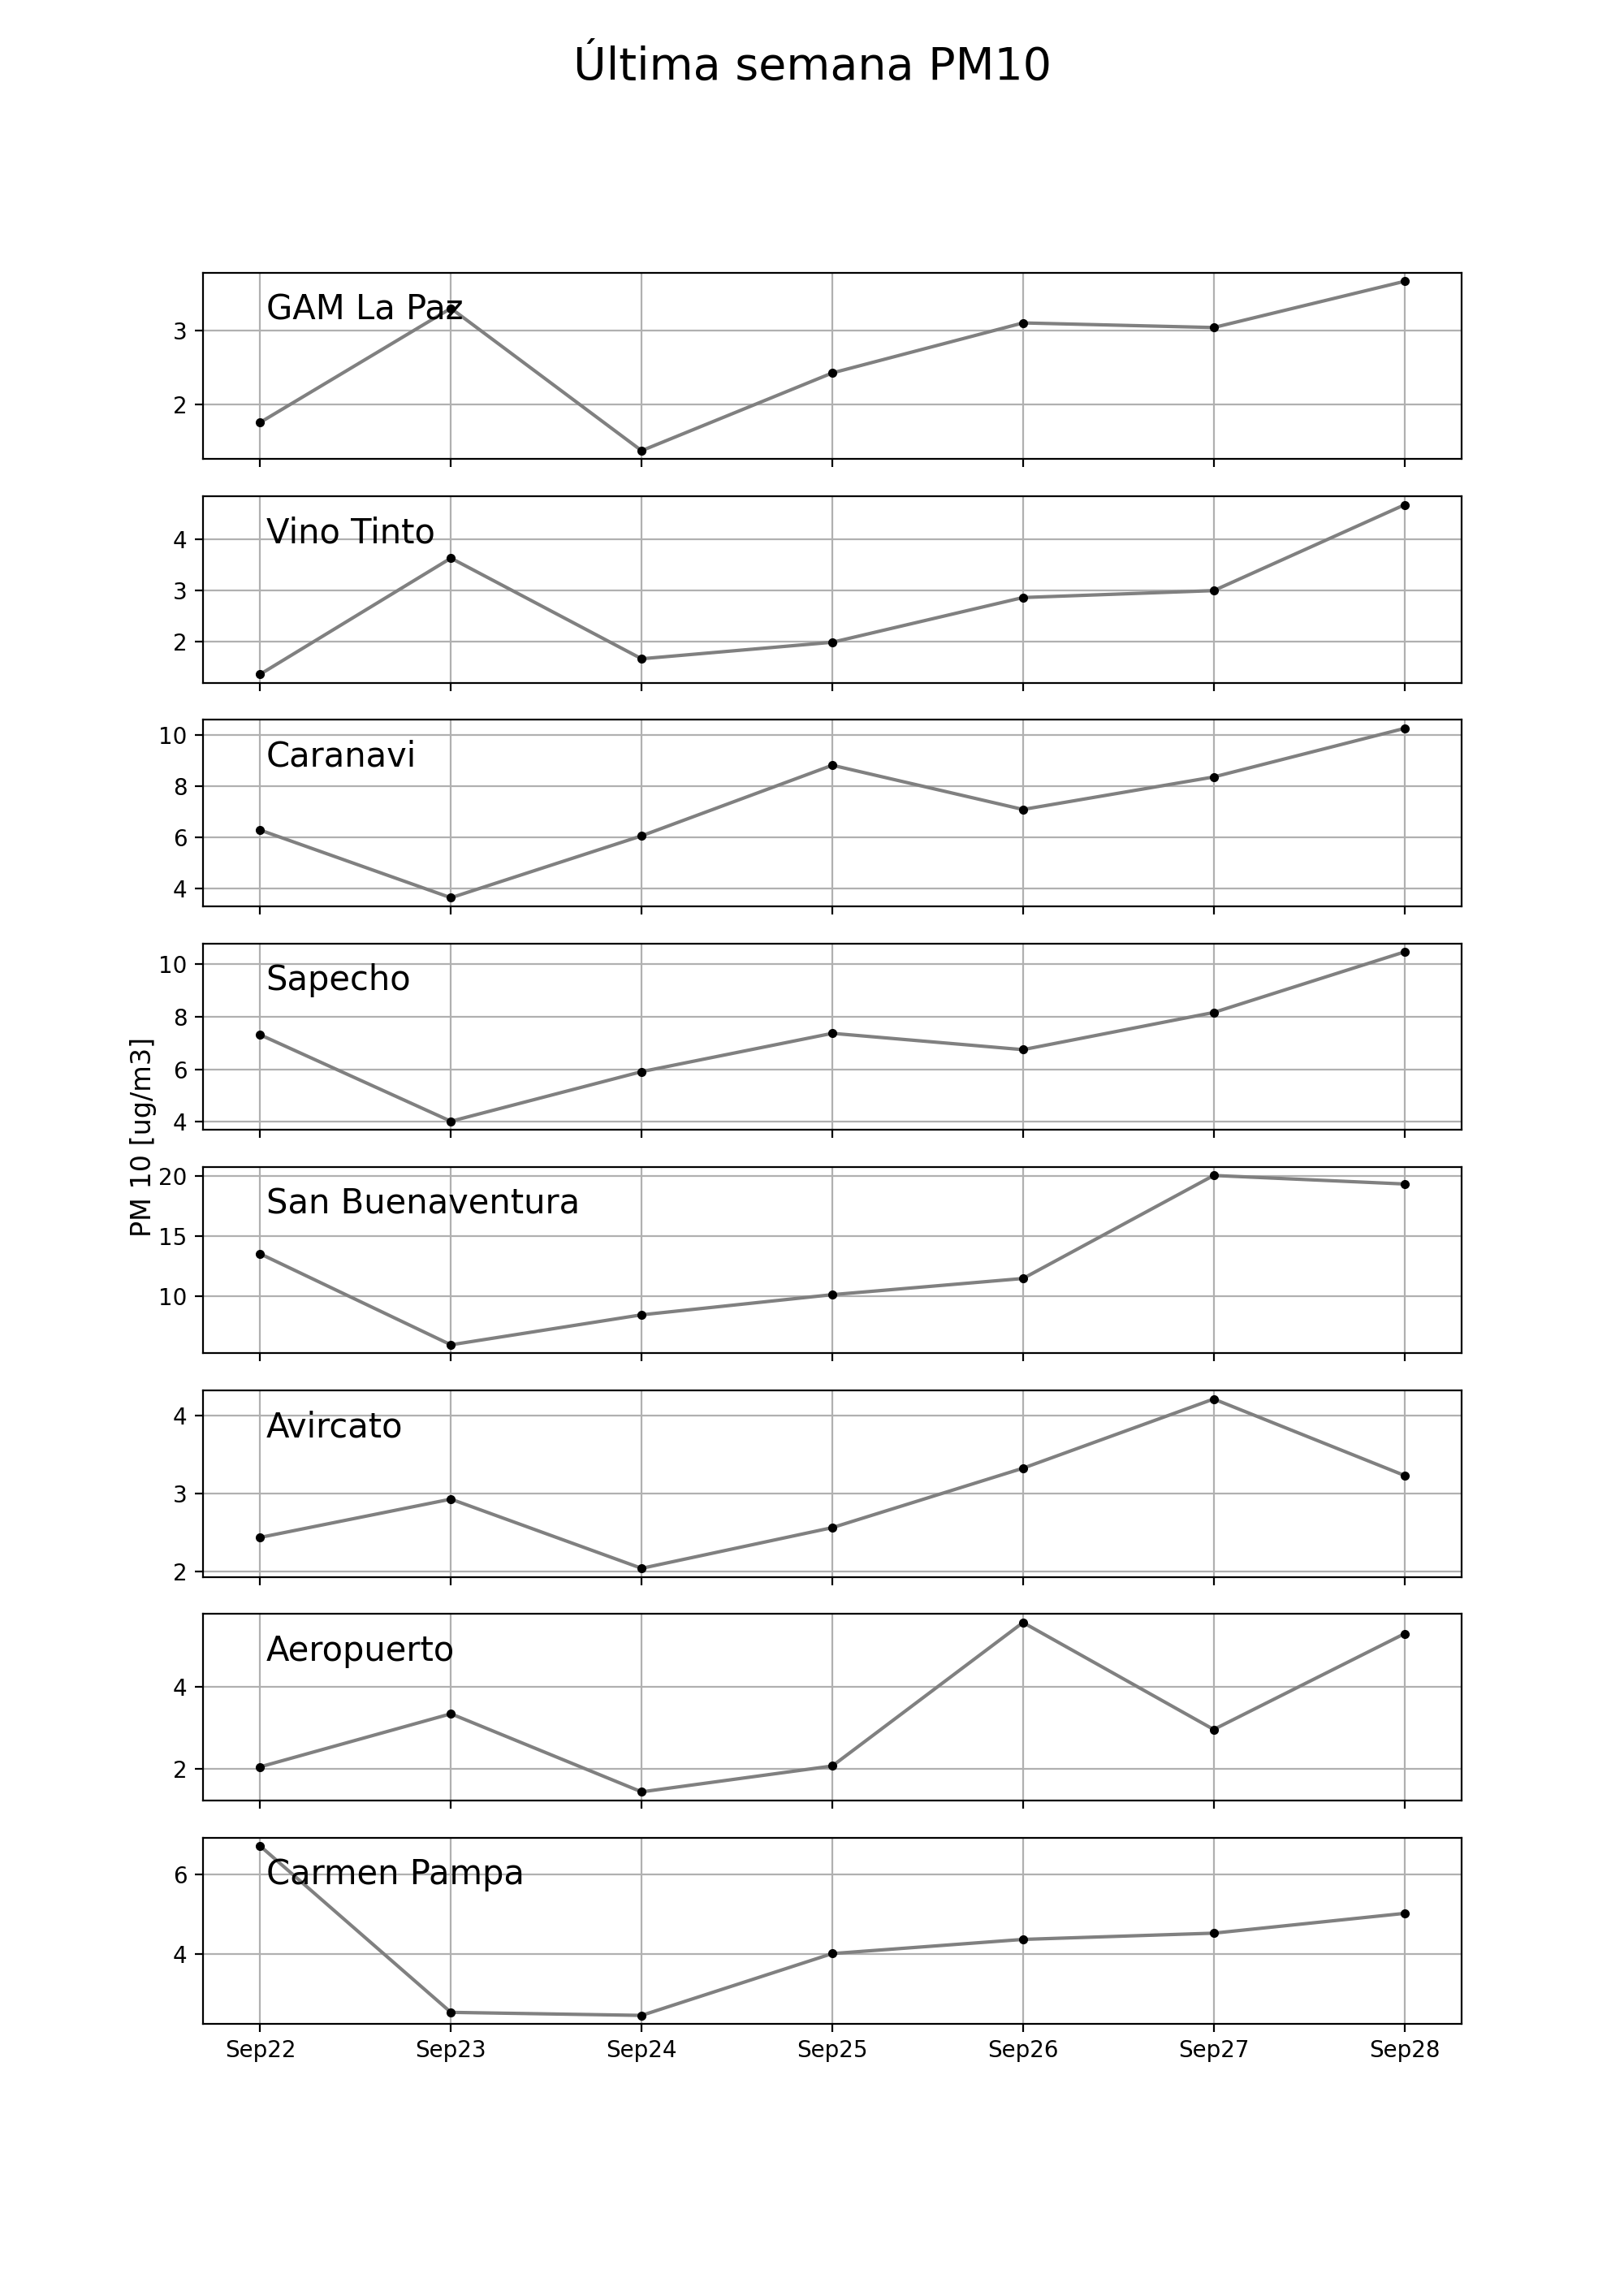 Última semana PM10
GAM La Paz
3
2
Vino Tinto
4
3
2
Caranavi
10
8
6
4
Sapecho
10
8
6
4
PM 10 [ug/m3]
San Buenaventura
20
15
10
Avircato
4
3
2
Aeropuerto
4
2
Carmen Pampa
6
4
Sep22 Sep23 Sep24 Sep25 Sep26 Sep27 Sep28